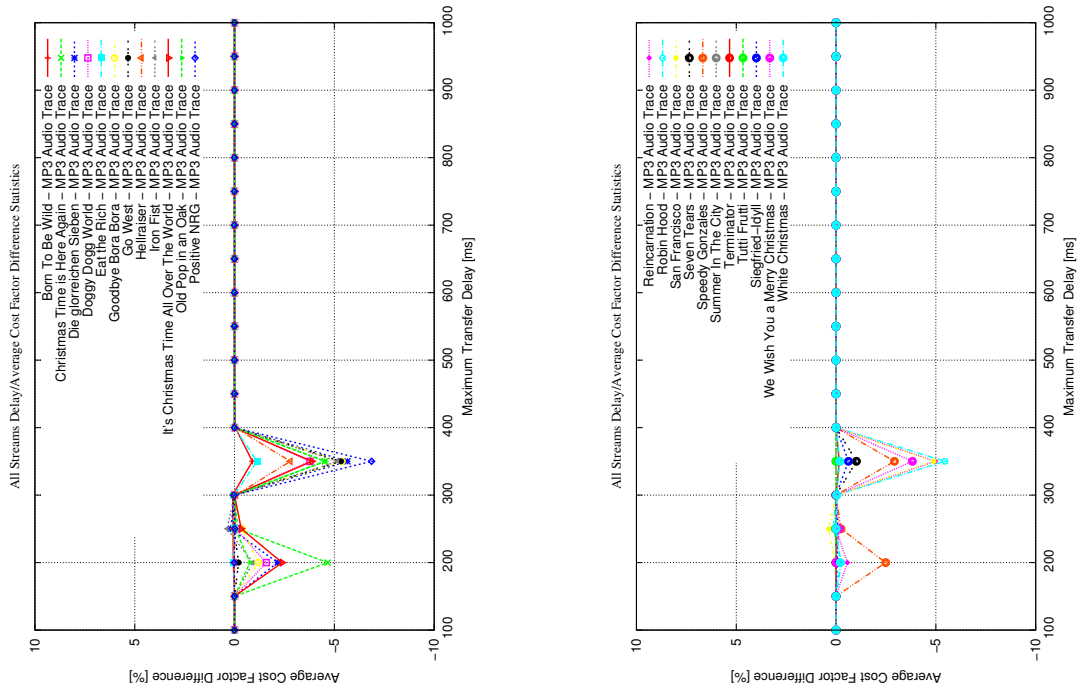 All Streams Delay/Average Cost Factor Difference Statistics
Born To Be Wild − MP3 Audio Trace
Christmas Time is Here Again − MP3 Audio Trace
Die glorreichen Sieben − MP3 Audio Trace
Doggy Dogg World − MP3 Audio Trace
Eat the Rich − MP3 Audio Trace
Goodbye Bora Bora − MP3 Audio Trace
Go West − MP3 Audio Trace
Hellraiser − MP3 Audio Trace
Iron Fist − MP3 Audio Trace
It's Christmas Time All Over The World − MP3 Audio Trace
Old Pop in an Oak − MP3 Audio Trace
Positive NRG − MP3 Audio Trace
Average Cost Factor Difference [%]
10
5
0
−5
−10
100
200
300
400
500
600
700
800
900
1000
Maximum Transfer Delay [ms]
All Streams Delay/Average Cost Factor Difference Statistics
Reincarnation − MP3 Audio Trace
Robin Hood − MP3 Audio Trace
San Francisco − MP3 Audio Trace
Seven Tears − MP3 Audio Trace
Speedy Gonzales − MP3 Audio Trace
Summer In The City − MP3 Audio Trace
Terminator − MP3 Audio Trace
Tutti Frutti − MP3 Audio Trace
Siegfried−Idyll − MP3 Audio Trace
We Wish You a Merry Christmas − MP3 Audio Trace
White Christmas − MP3 Audio Trace
Average Cost Factor Difference [%]
10
5
0
−5
−10
100
200
300
400
500
600
700
800
900
1000
Maximum Transfer Delay [ms]